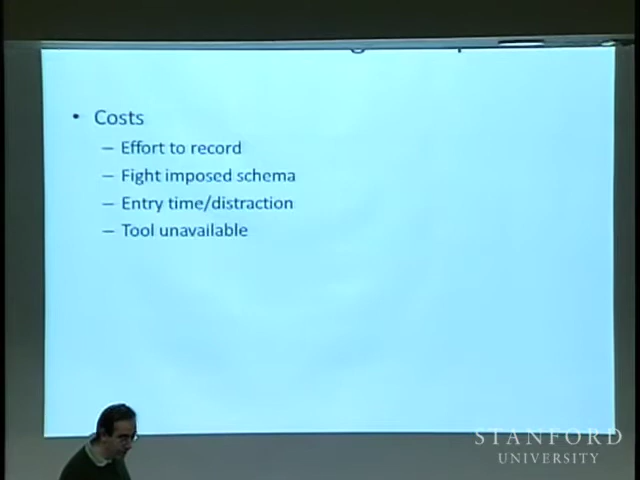 • Costs
– Effort to record
– Fight imposed schema
– Entry time/distraction
– Tool unavailable
STANFORD
UNIVERSITY